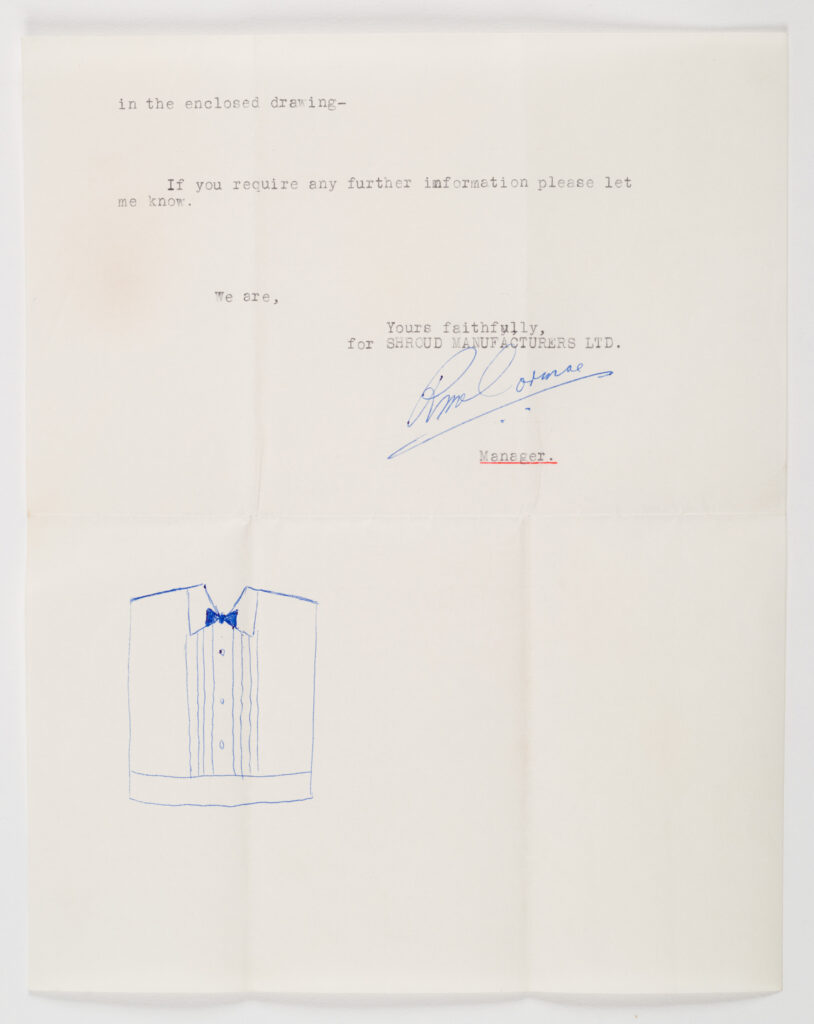 in the enclosed drawing-
If you require any further information please let
me know.
We are,
Yours faithfully,
for SHROUD MANUFACTURERS LTD.
Manager.